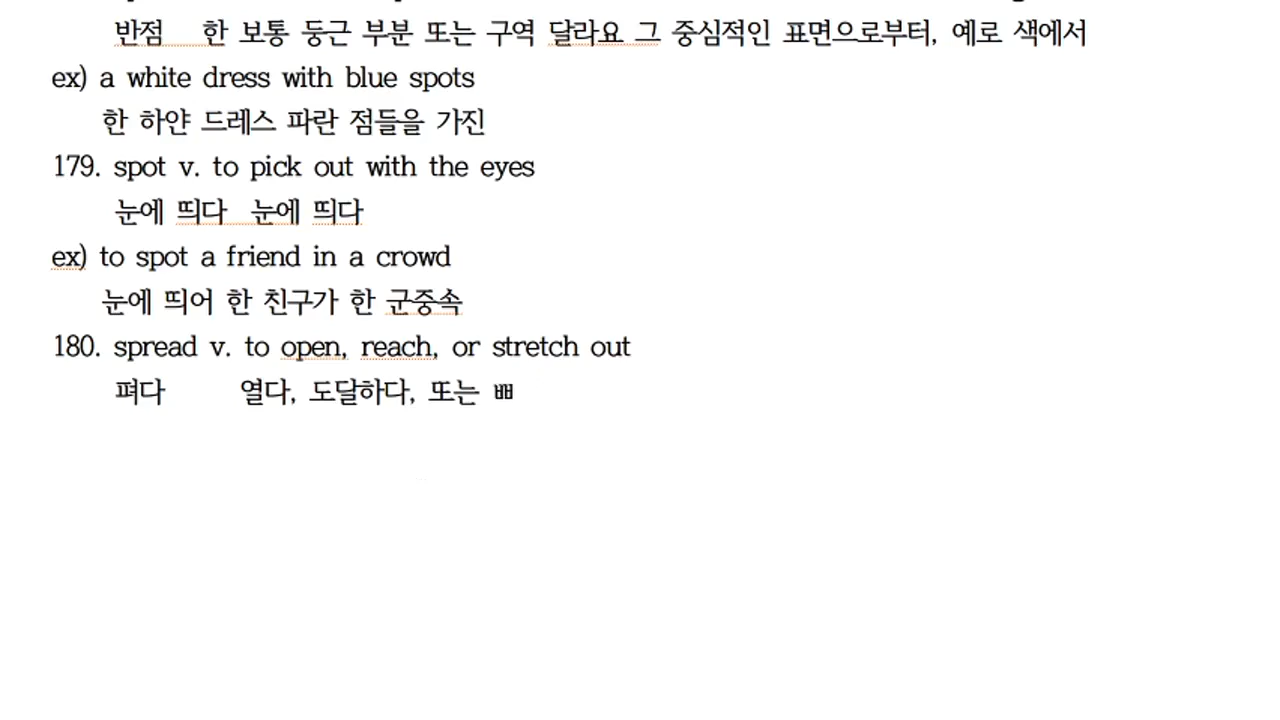 반점 한 보통 둥근 부분 또는 구역 달라요 그 중심적인 표면으로부터, 예로 색에서
ex) a white dress with blue spots
한 하얀 드레스 파란 점들을 가진
179. spot v. to pick out with the eyes
눈에 띄다 눈에 띄다
ex) to spot a friend in a crowd
눈에 띄어 한 친구가 한 군중속
180. spread v. to open, reach, or stretch out
펴다 열다, 도달하다, 또는 ㅃㅐ